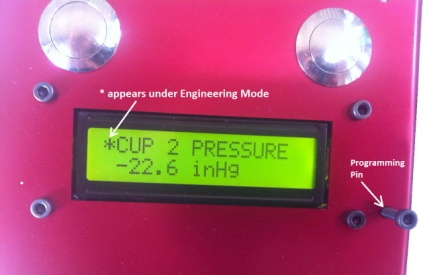 * appears under Engineering Mode
*CUP 2 PRESSURE
-22.6 inHg
Programming
Pin